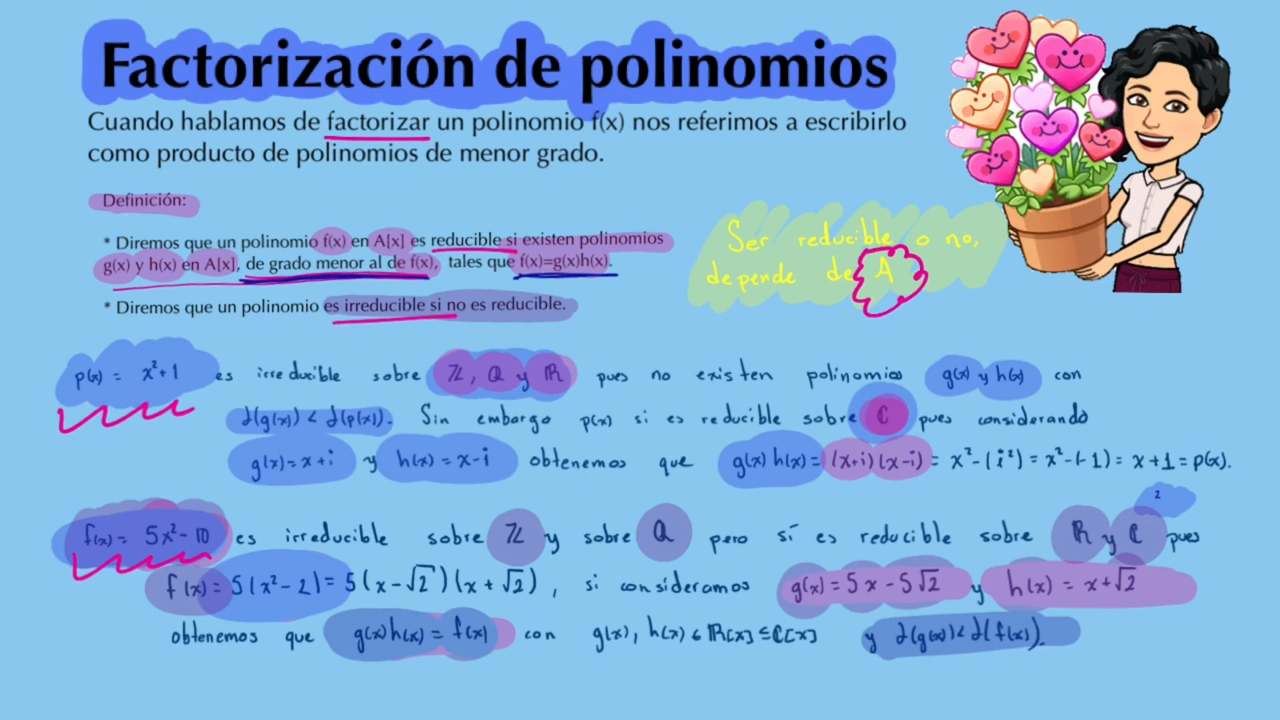 Factorización de polinomios
Cuando hablamos de factorizar un polinomio f(x) nos referimos a escribirlo
como producto de polinomios de menor grado.
Definición:
* Diremos que un polinomio f(x) en A[x] es reducible si existen polinomios
g(x) y h(x) en A[x], de grado menor al de f(x), tales que f(x)=g(x)h(x).
* Diremos que un polinomio es irreducible si no es reducible.
Ser reducible o no,
depende de A
p(x) = x²+1 es irreducible sobre ℤ, ℚ y ℝ pues no existen polinomios g(x) y h(x) con
∂(g(x)) < ∂(p(x)). Sin embargo p(x) si es reducible sobre ℂ pues considerando
g(x) = x+i y h(x) = x-i obtenemos que g(x) h(x) = (x+i)(x-i) = x²-(i²) = x²-(-1) = x+1 = p(x).
2
f(x) = 5x²-10 es irreducible sobre ℤ y sobre ℚ pero sí es reducible sobre ℝ y ℂ pues
f(x) = 5(x²-2) = 5(x-√2)(x+√2), si consideramos g(x) = 5x-5√2 y h(x) = x+√2
obtenemos que g(x)h(x) = f(x) con g(x), h(x) ∈ ℝ[x] ⊆ ℂ[x] y ∂(g(x)) < ∂(f(x)).